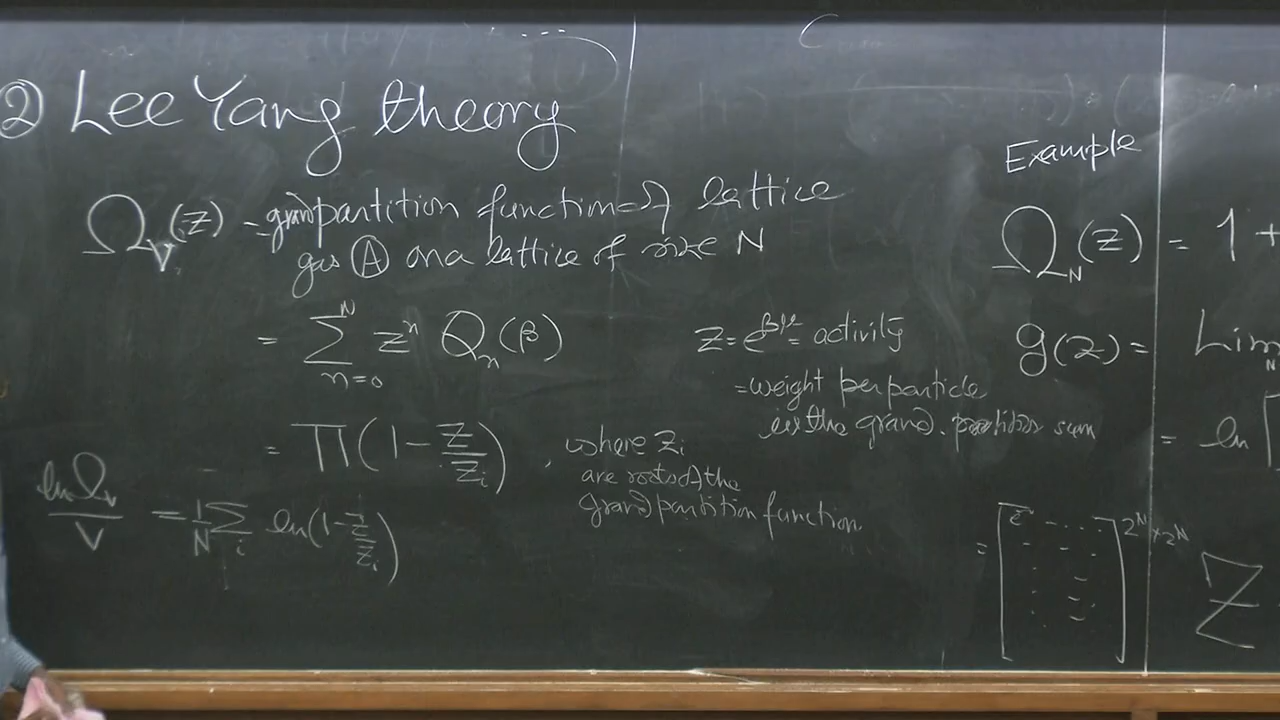 ② Lee Yang theory
Ω_V(z) - grand partition function of lattice
gas Ⓐ on a lattice of size N
= Σ_{n=0}^{N} z^n Q_n(β)
z = e^{βμ} = activity
= weight per particle
in the grand. partition sum
= Π(1 - z/z_i), where z_i
are roots of the
grand partition function
ln Ω_V / V = 1/N Σ_i ln(1 - z/z_i)
Example
Ω_N(z) = 1 +
g(z) = Lim_N
= ln [
= [ ]2^N x 2^N
Z